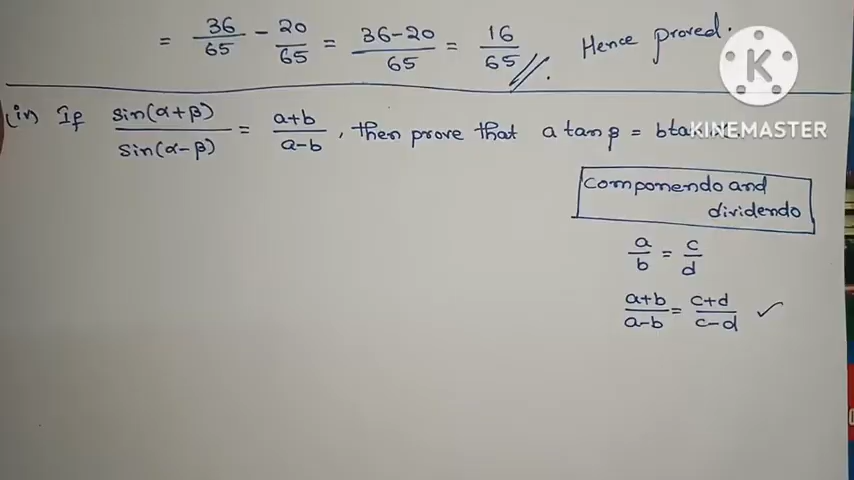 = 36/65 - 20/65 = 36-20/65 = 16/65 // . Hence proved.
K
KINEMASTER
(iv) If sin(α+β)/sin(α-β) = a+b/a-b , then prove that a tan β = b
componendo and
dividendo
a/b = c/d
a+b/a-b = c+d/c-d ✓